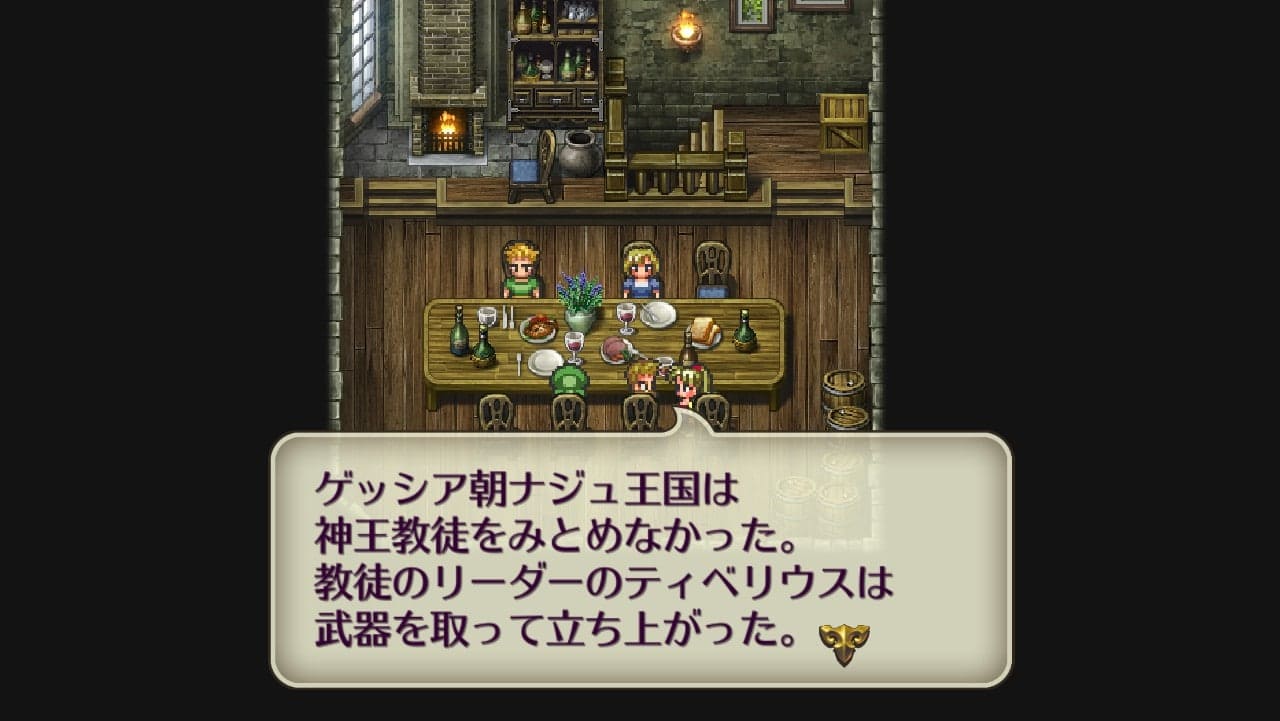 ゲッシア朝ナジュ王国は
神王教徒をみとめなかった。
教徒のリーダーのティベリウスは
武器を取って立ち上がった。